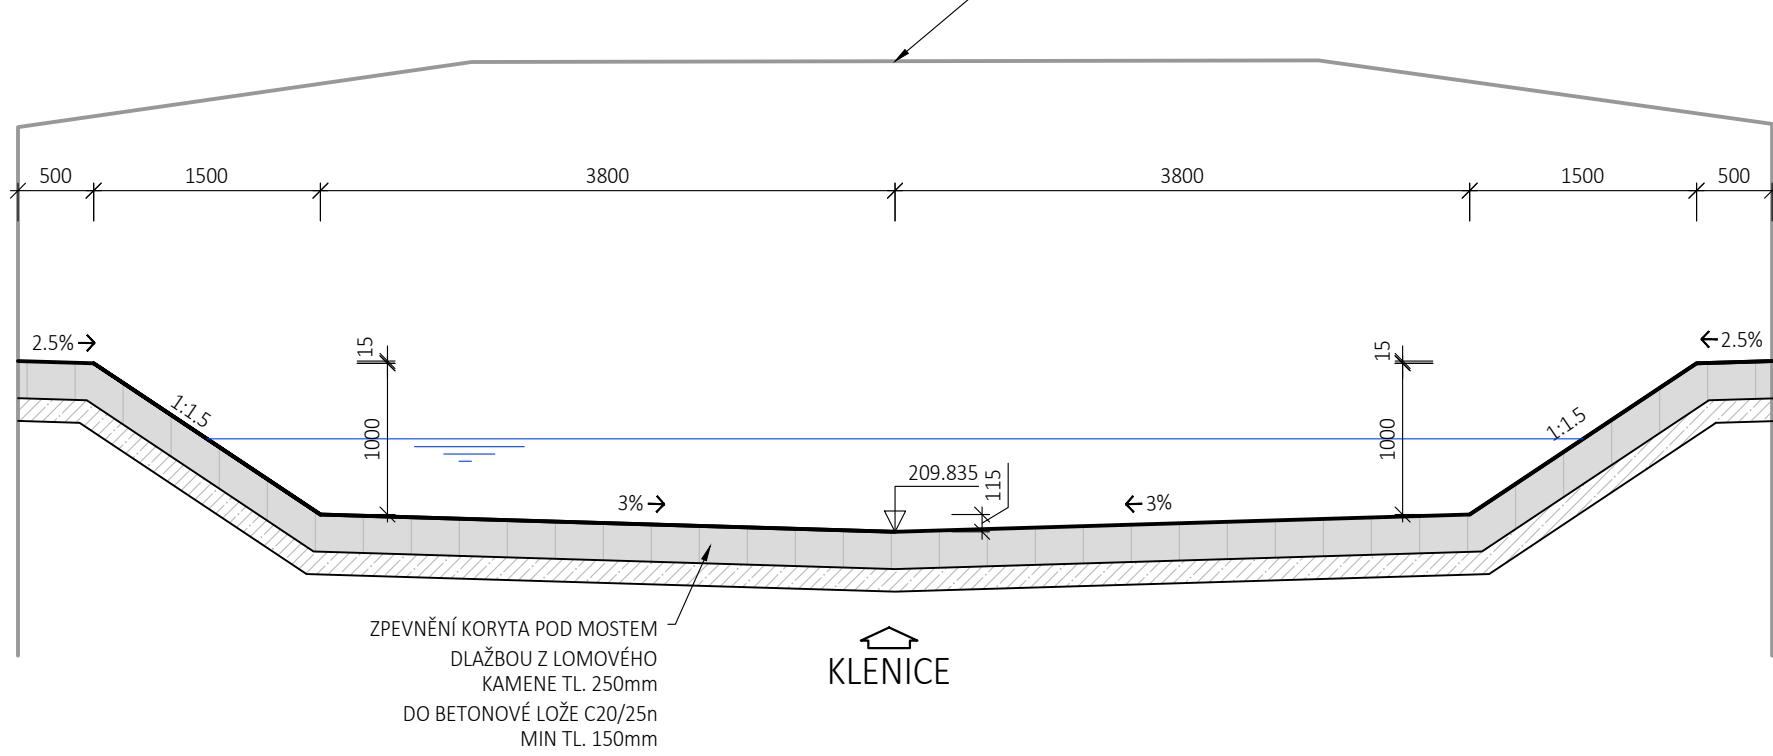 500 1500 3800 3800 1500 500
2.5% 15 15 2.5%
1:1.5 1000 1000 1:1.5
209.835 115
3% 3%
ZPEVNĚNÍ KORYTA POD MOSTEM
DLAŽBOU Z LOMOVÉHO
KAMENE TL. 250mm
DO BETONOVÉ LOŽE C20/25n
MIN TL. 150mm
KLENICE